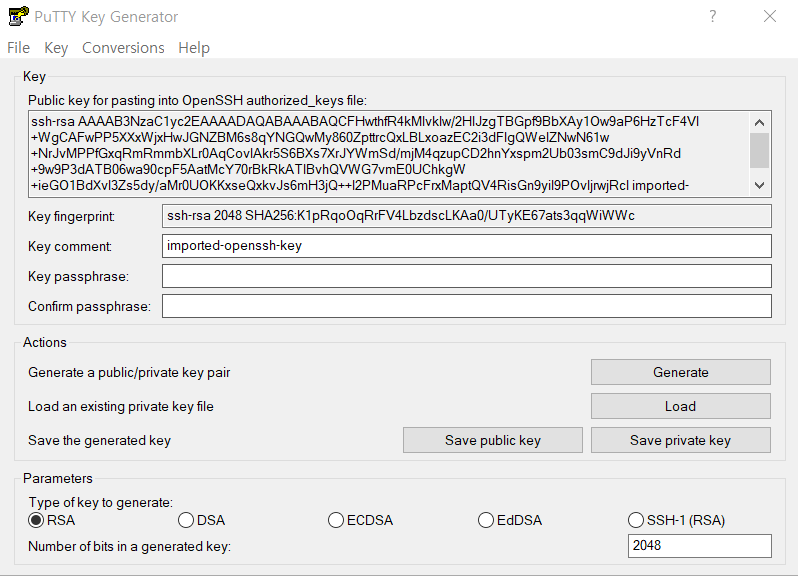 PuTTY Key Generator
File Key Conversions Help
Key
Public key for pasting into OpenSSH authorized_keys file:
ssh-rsa AAAAB3NzaC1yc2EAAAADAQABAAABAQCFHwthfR4kMlvklw/2HIJzgTBGpf9BbXAy1Ow9aP6HzTcF4VI
+WgCAFwPP5XXxWjxHwJGNZBM6s8qYNGQwMy860ZpttrcQxLBLxoazEC2i3dFIgQWeIZNwN61w
+NrJvMPPfGxqRmRmmbXLr0AqCovIAkr5S6BXs7XrJYWmSd/mjM4qzupCD2hnYxspm2Ub03smC9dJi9yVnRd
+9w9P3dATB06wa90cpF5AatMcY70rBkRkATIBvhQVWG7vmE0UChkgW
+ieGO1BdXvI3Zs5dy/aMr0UOKKxseQxkvJs6mH3jQ++l2PMuaRPcFrxMaptQV4RisGn9yil9POvIjrwjRcI imported-
Key fingerprint: ssh-rsa 2048 SHA256:K1pRqoOqRrFV4LbzdscLKAa0/UTyKE67ats3qqWiWWc
Key comment: imported-openssh-key
Key passphrase:
Confirm passphrase:
Actions
Generate a public/private key pair Generate
Load an existing private key file Load
Save the generated key Save public key Save private key
Parameters
Type of key to generate:
RSA DSA ECDSA EdDSA SSH-1 (RSA)
Number of bits in a generated key: 2048